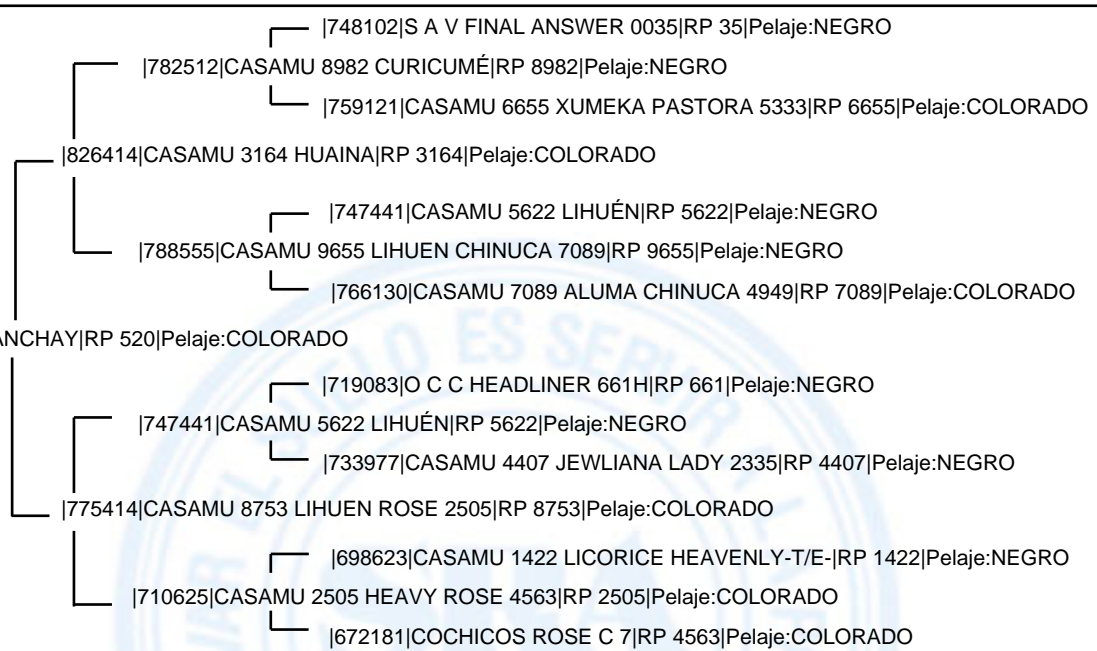 |748102|S A V FINAL ANSWER 0035|RP 35|Pelaje:NEGRO
|782512|CASAMU 8982 CURICUMÉ|RP 8982|Pelaje:NEGRO
|759121|CASAMU 6655 XUMEKA PASTORA 5333|RP 6655|Pelaje:COLORADO
|826414|CASAMU 3164 HUAINA|RP 3164|Pelaje:COLORADO
|747441|CASAMU 5622 LIHUÉN|RP 5622|Pelaje:NEGRO
|788555|CASAMU 9655 LIHUEN CHINUCA 7089|RP 9655|Pelaje:NEGRO
|766130|CASAMU 7089 ALUMA CHINUCA 4949|RP 7089|Pelaje:COLORADO
ANCHAY|RP 520|Pelaje:COLORADO
|719083|O C C HEADLINER 661H|RP 661|Pelaje:NEGRO
|747441|CASAMU 5622 LIHUÉN|RP 5622|Pelaje:NEGRO
|733977|CASAMU 4407 JEWLIANA LADY 2335|RP 4407|Pelaje:NEGRO
|775414|CASAMU 8753 LIHUEN ROSE 2505|RP 8753|Pelaje:COLORADO
|698623|CASAMU 1422 LICORICE HEAVENLY-T/E-|RP 1422|Pelaje:NEGRO
|710625|CASAMU 2505 HEAVY ROSE 4563|RP 2505|Pelaje:COLORADO
|672181|COCHICOS ROSE C 7|RP 4563|Pelaje:COLORADO